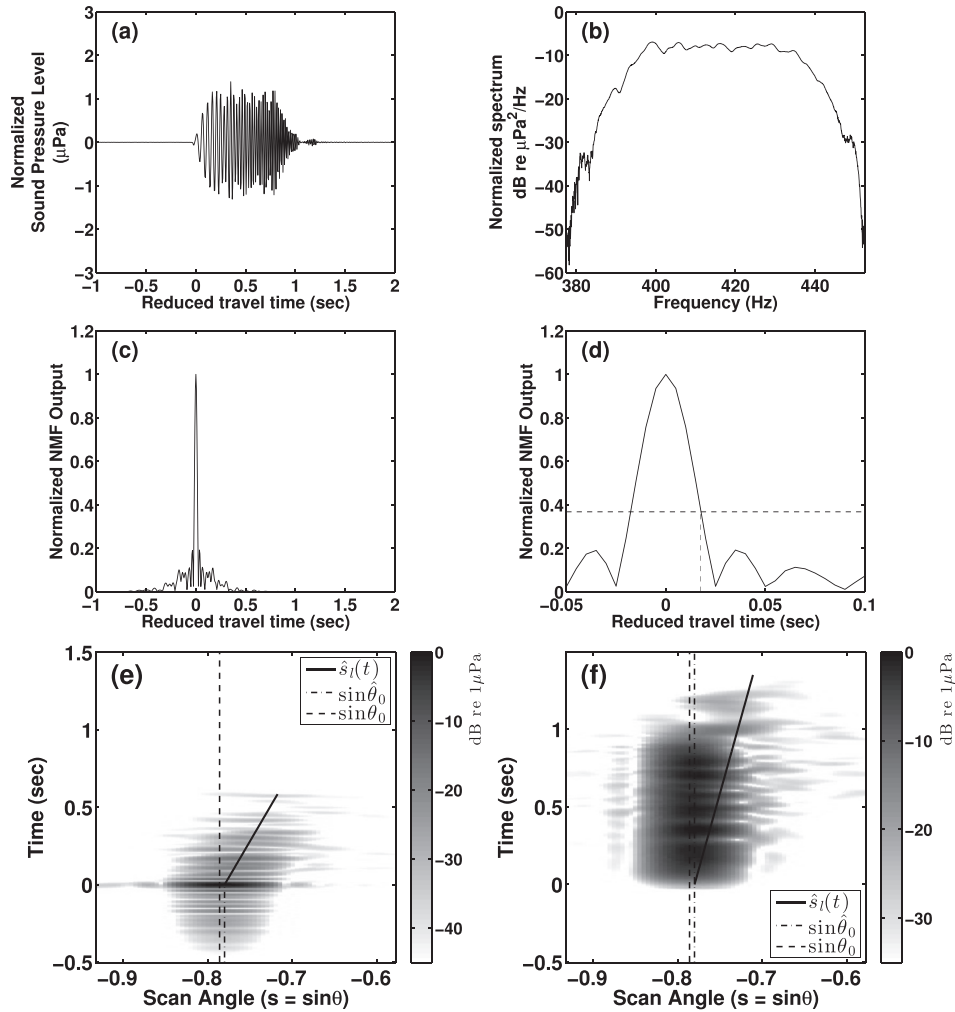 (a)
Normalized
Sound Pressure Level
(μPa)
3
2
1
0
−1
−2
−3
−1 −0.5 0 0.5 1 1.5 2
Reduced travel time (sec)
(b)
Normalized spectrum
dB re μPa²/Hz
0
−10
−20
−30
−40
−50
−60
380 400 420 440
Frequency (Hz)
(c)
Normalized NMF Output
1.2
1
0.8
0.6
0.4
0.2
0
−1 −0.5 0 0.5 1 1.5 2
Reduced travel time (sec)
(d)
Normalized NMF Output
1.2
1
0.8
0.6
0.4
0.2
0
−0.05 0 0.05 0.1
Reduced travel time (sec)
(e)
Time (sec)
1.5
1
0.5
0
−0.5
−0.9 −0.8 −0.7 −0.6
Scan Angle (s = sinθ)
ŝₗ(t)
sinθ̂₀
sinθ₀
0
−10
−20
−30
−40
dB re 1μPa
(f)
Time (sec)
1.5
1
0.5
0
−0.5
−0.9 −0.8 −0.7 −0.6
Scan Angle (s = sinθ)
ŝₗ(t)
sinθ̂₀
sinθ₀
0
−10
−20
−30
dB re 1μPa